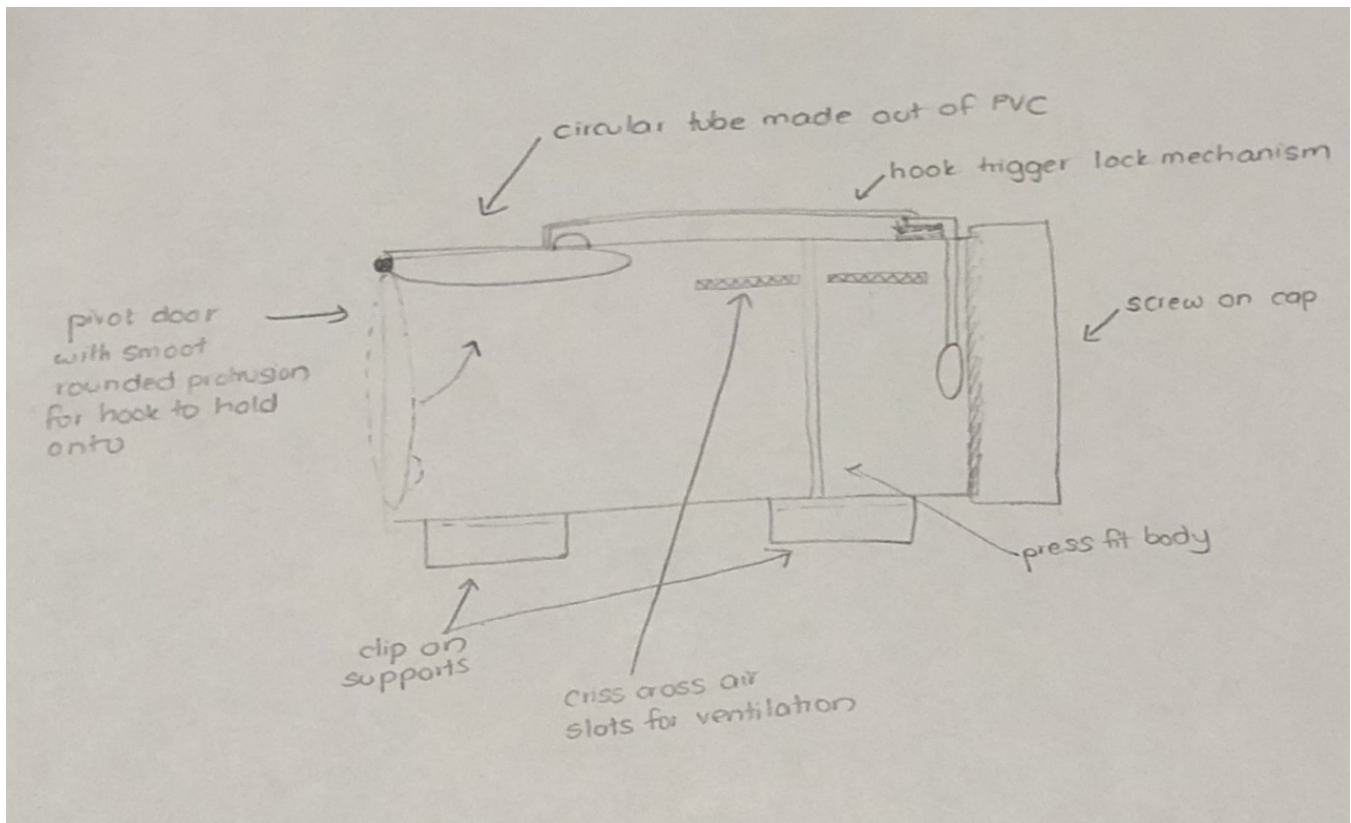 circular tube made out of PVC
hook trigger lock mechanism
pivot door
with smoot
rounded protrusion
for hook to hold
onto
screw on cap
press fit body
clip on
supports
criss cross air
slots for ventilation